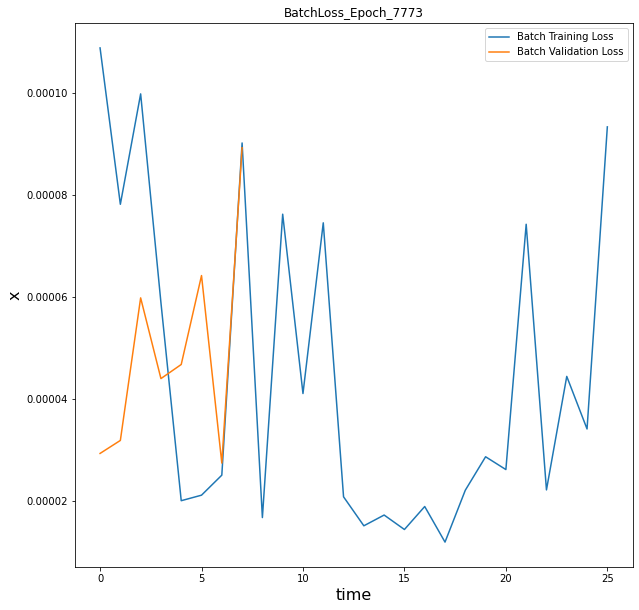 BatchLoss_Epoch_7773
Batch Training Loss
Batch Validation Loss
0.00010
0.00008
0.00006
0.00004
0.00002
x
0 5 10 15 20 25
time